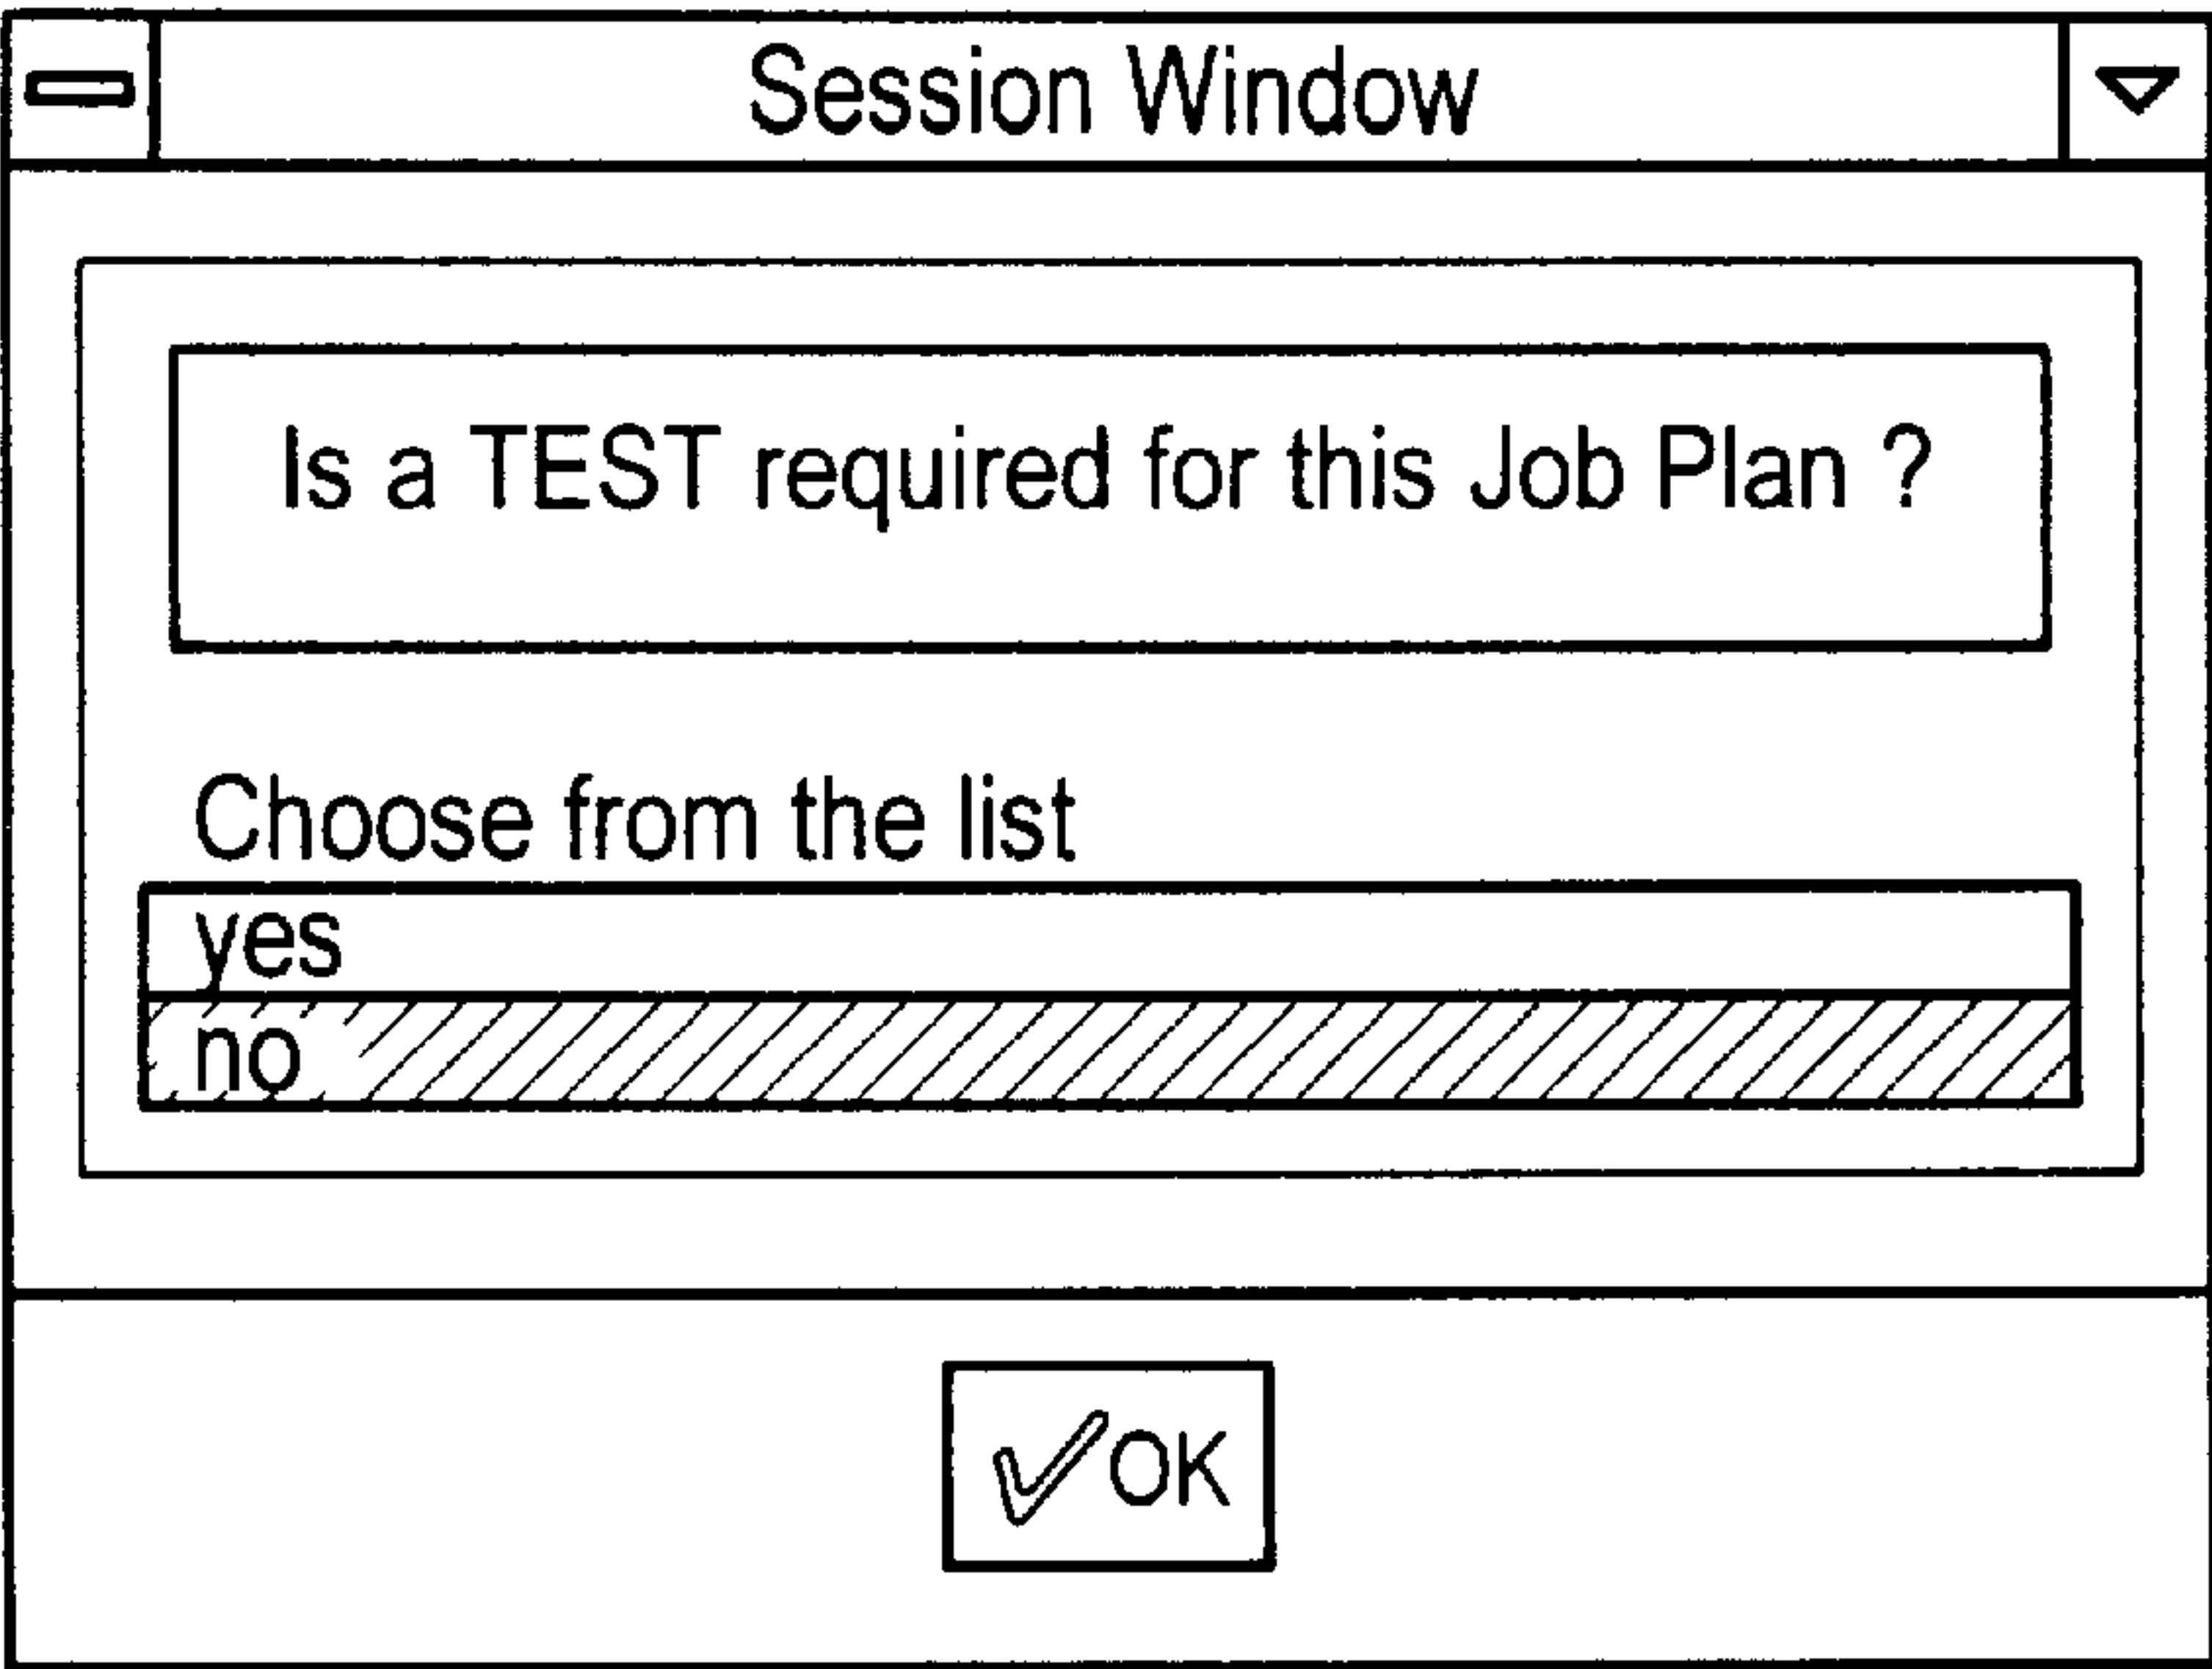 Session Window
Is a TEST required for this Job Plan ?
Choose from the list
yes
no
OK